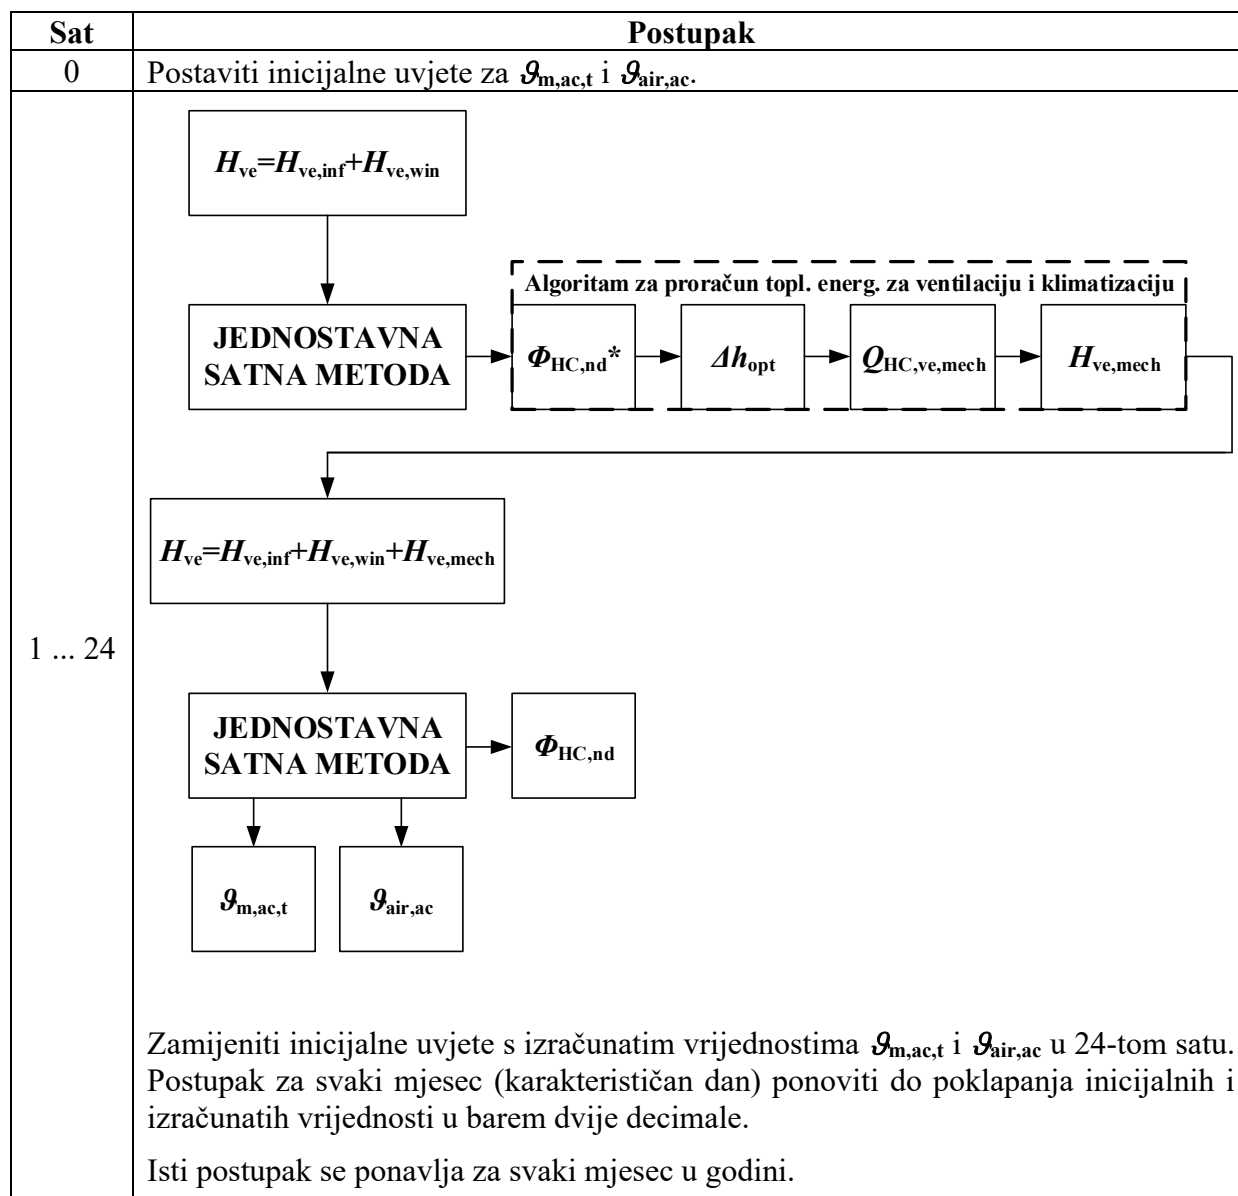 Sat Postupak
0 Postaviti inicijalne uvjete za ϑm,ac,t i ϑair,ac.
1 ... 24
Hve=Hve,inf+Hve,win
Algoritam za proračun topl. energ. za ventilaciju i klimatizaciju
JEDNOSTAVNA
SATNA METODA
ΦHC,nd*
Δhopt
QHC,ve,mech
Hve,mech
Hve=Hve,inf+Hve,win+Hve,mech
JEDNOSTAVNA
SATNA METODA
ΦHC,nd
ϑm,ac,t
ϑair,ac
Zamijeniti inicijalne uvjete s izračunatim vrijednostima ϑm,ac,t i ϑair,ac u 24-tom satu.
Postupak za svaki mjesec (karakterističan dan) ponoviti do poklapanja inicijalnih i
izračunatih vrijednosti u barem dvije decimale.
Isti postupak se ponavlja za svaki mjesec u godini.